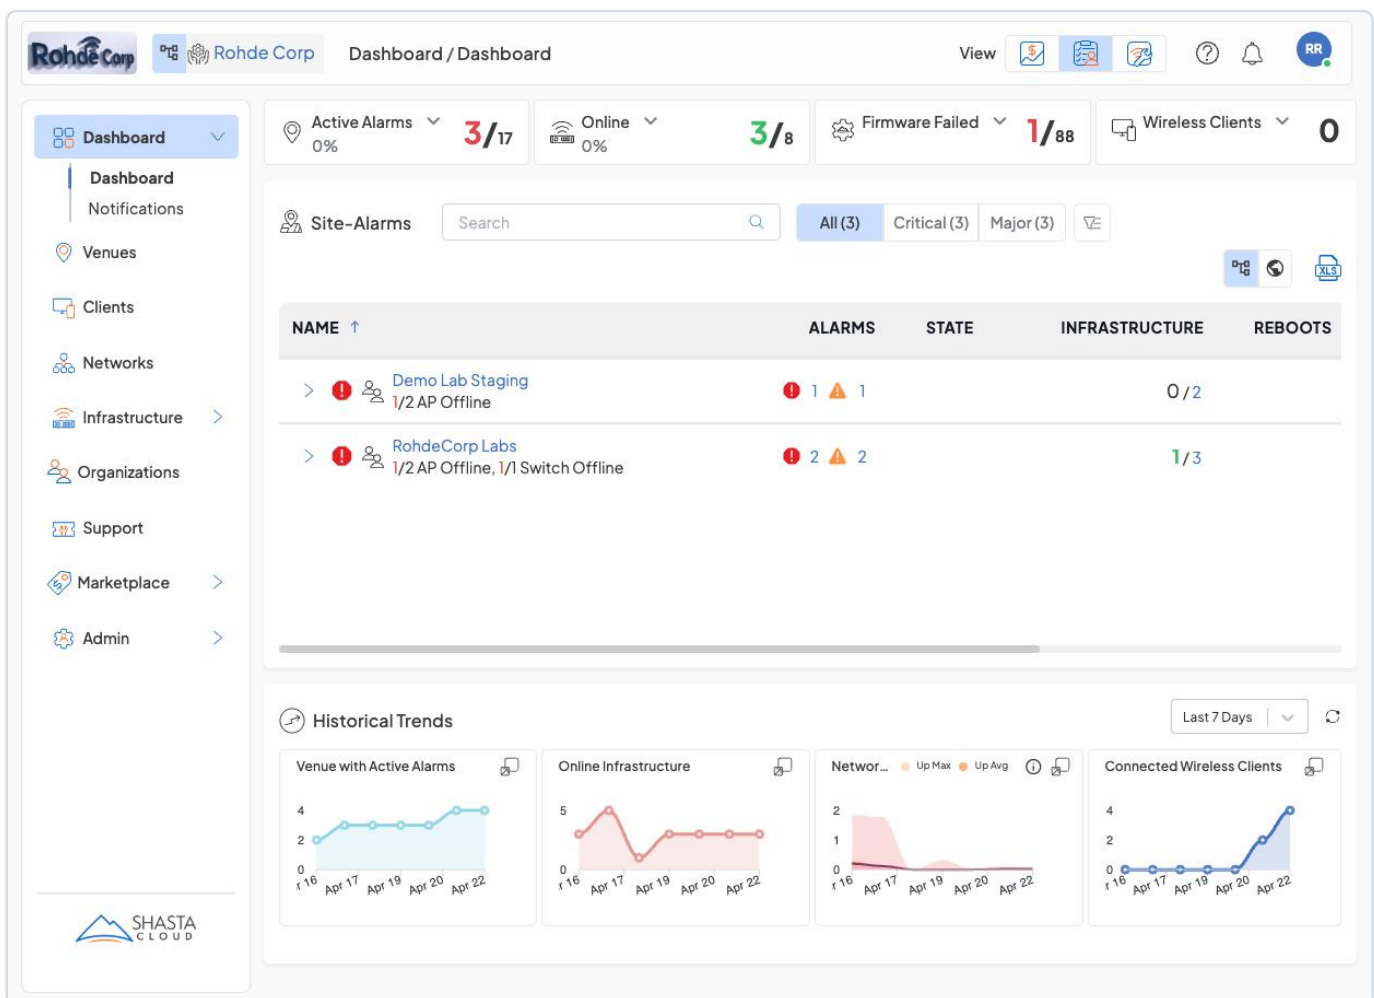 Rohde Corp
Rohde Corp
Dashboard / Dashboard
View
RR
Dashboard
Dashboard
Notifications
Venues
Clients
Networks
Infrastructure
Organizations
Support
Marketplace
Admin
SHASTA
CLOUD
Active Alarms
0%
3/17
Online
0%
3/8
Firmware Failed
1/88
Wireless Clients
0
Site-Alarms
Search
All (3)
Critical (3)
Major (3)
XLS
NAME ↑ ALARMS STATE INFRASTRUCTURE REBOOTS
Demo Lab Staging
1/2 AP Offline
1 1
0/2
RohdeCorp Labs
1/2 AP Offline, 1/1 Switch Offline
2 2
1/3
Historical Trends
Last 7 Days
Venue with Active Alarms
4
2
0
r 16 Apr 17 Apr 19 Apr 20 Apr 22
Online Infrastructure
5
0
r 16 Apr 17 Apr 19 Apr 20 Apr 22
Networ... Up Max Up Avg
2
1
0
r 16 Apr 17 Apr 19 Apr 20 Apr 22
Connected Wireless Clients
4
2
0
r 16 Apr 17 Apr 19 Apr 20 Apr 22